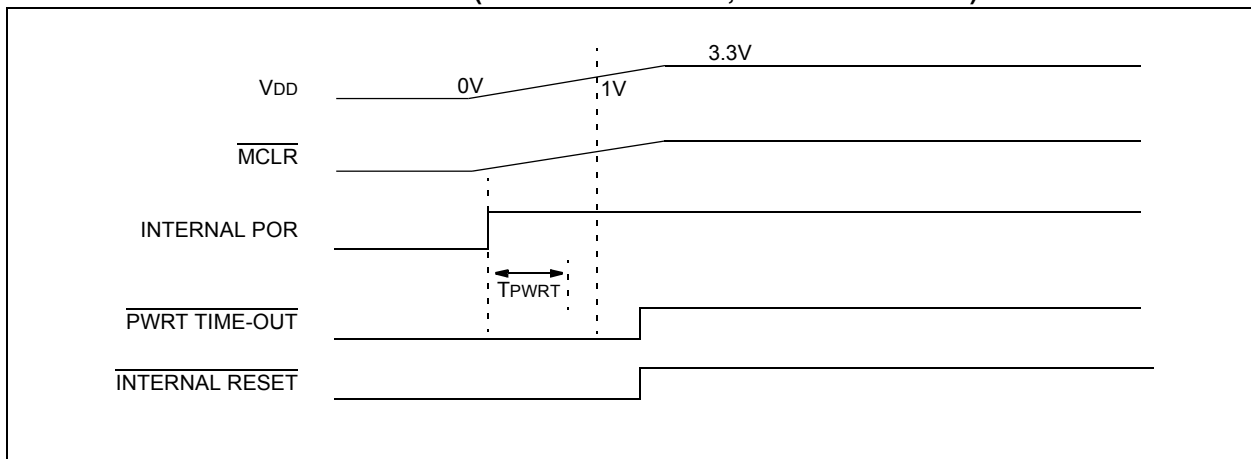 3.3V
VDD
0V
1V
MCLR
INTERNAL POR
TPWRT
PWRT TIME-OUT
INTERNAL RESET